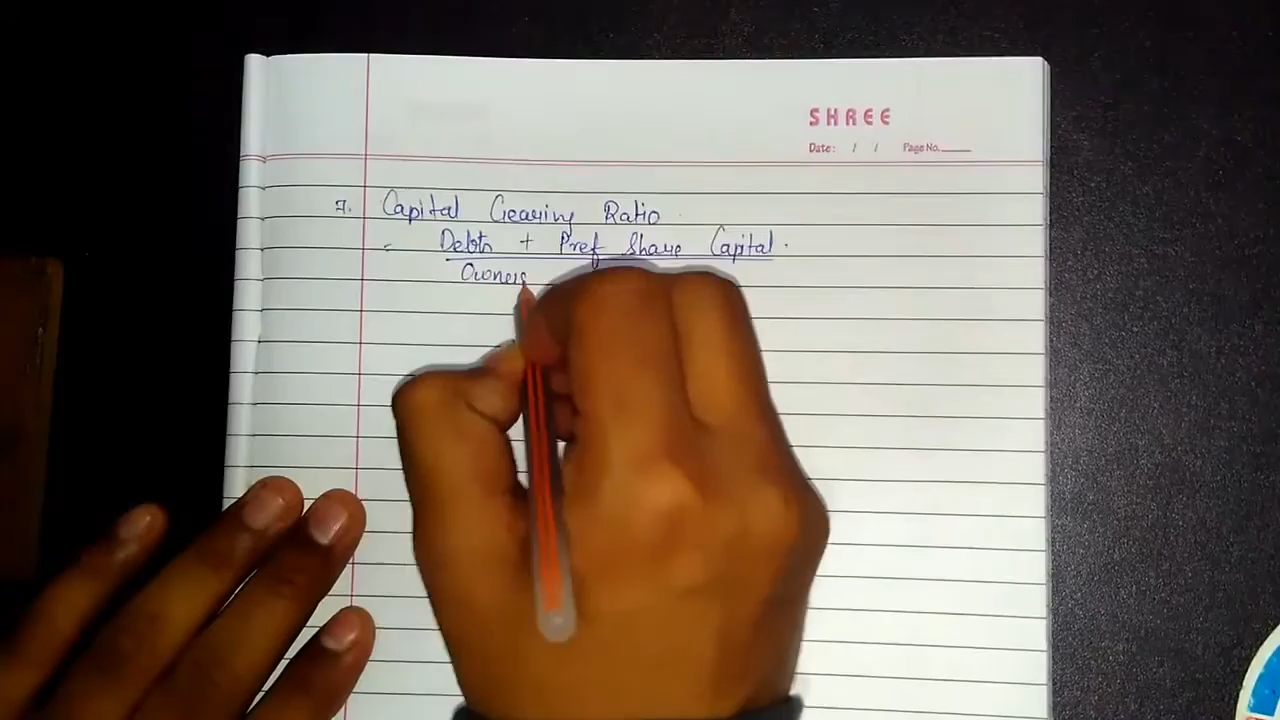 SHREE
Date: / / Page No.
7. Capital Gearing Ratio
= Debts + Pref Share Capital.
Owners